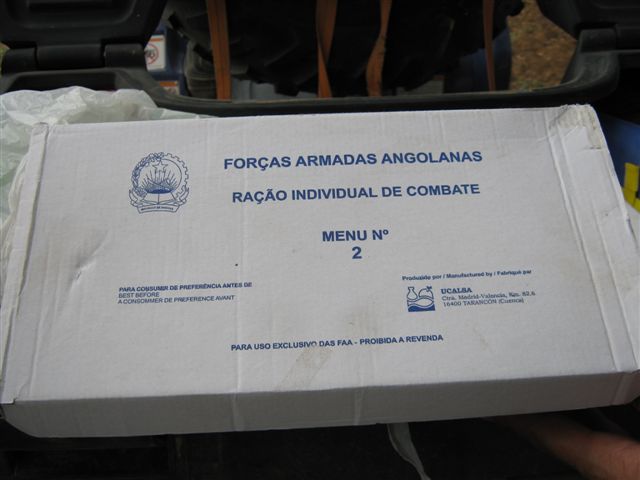 FORÇAS ARMADAS ANGOLANAS
RAÇÃO INDIVIDUAL DE COMBATE
MENU Nº
2
PARA CONSUMIR DE PREFERÊNCIA ANTES DE
BEST BEFORE
A CONSOMMER DE PREFERENCE AVANT
Produzido por / Manufactured by / Fabriqué par
UCALSA
Ctra. Madrid-Valencia, Km. 82,6
16400 TARANCÓN (Cuenca)
PARA USO EXCLUSIVO DAS FAA - PROIBIDA A REVENDA